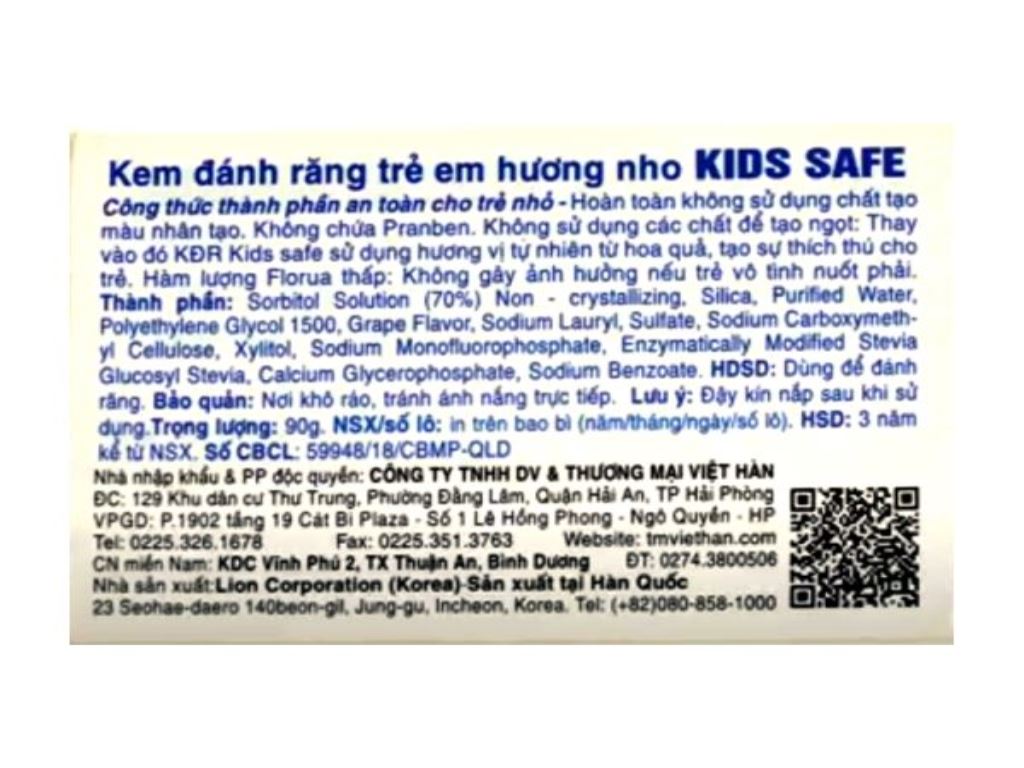 Kem đánh răng trẻ em hương nho KIDS SAFE
Công thức thành phần an toàn cho trẻ nhỏ - Hoàn toàn không sử dụng chất tạo
màu nhân tạo. Không chứa Pranben. Không sử dụng các chất để tạo ngọt: Thay
vào đó KĐR Kids safe sử dụng hương vị tự nhiên từ hoa quả, tạo sự thích thú cho
trẻ. Hàm lượng Florua thấp: Không gây ảnh hưởng nếu trẻ vô tình nuốt phải.
Thành phần: Sorbitol Solution (70%) Non - crystallizing, Silica, Purified Water,
Polyethylene Glycol 1500, Grape Flavor, Sodium Lauryl, Sulfate, Sodium Carboxymeth-
yl Cellulose, Xylitol, Sodium Monofluorophosphate, Enzymatically Modified Stevia
Glucosyl Stevia, Calcium Glycerophosphate, Sodium Benzoate. HDSD: Dùng để đánh
răng. Bảo quản: Nơi khô ráo, tránh ánh nắng trực tiếp. Lưu ý: Đậy kín nắp sau khi sử
dụng.Trọng lượng: 90g. NSX/số lô: in trên bao bì (năm/tháng/ngày/số lô). HSD: 3 năm
kể từ NSX. Số CBCL: 59948/18/CBMP-QLD
Nhà nhập khẩu & PP độc quyền: CÔNG TY TNHH DV & THƯƠNG MẠI VIỆT HÀN
ĐC: 129 Khu dân cư Thư Trung, Phường Đằng Lâm, Quận Hải An, TP Hải Phòng
VPGD: P.1902 tầng 19 Cát Bi Plaza - Số 1 Lê Hồng Phong - Ngô Quyền - HP
Tel: 0225.326.1678 Fax: 0225.351.3763 Website: tmviethan.com
CN miền Nam: KDC Vĩnh Phú 2, TX Thuận An, Bình Dương ĐT: 0274.3800506
Nhà sản xuất:Lion Corporation (Korea) Sản xuất tại Hàn Quốc
23 Seohae-daero 140beon-gil, Jung-gu, Incheon, Korea. Tel: (+82)080-858-1000